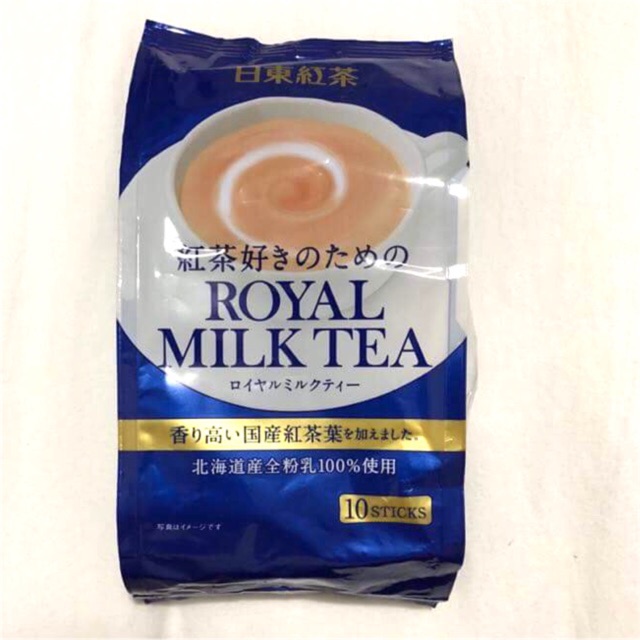 日東紅茶
紅茶好きのための
ROYAL
MILK TEA
ロイヤルミルクティー
香り高い国産紅茶葉を加えました。
北海道産全粉乳100%使用
10 STICKS
写真はイメージです